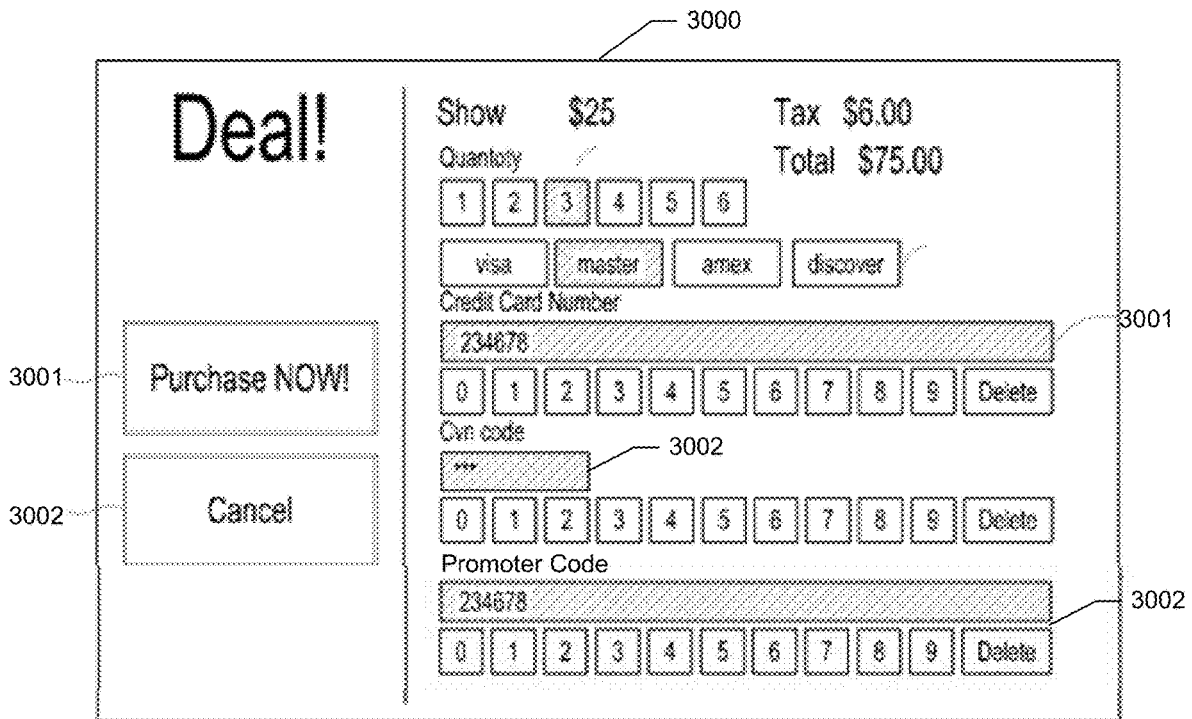 3000
Deal!
Show $25 Tax $6.00
Quantoty Total $75.00
1 2 3 4 5 6
visa master amex discover
Credit Card Number
234678 3001
3001 Purchase NOW!
0 1 2 3 4 5 6 7 8 9 Delete
Cvn code
*** 3002
3002 Cancel
0 1 2 3 4 5 6 7 8 9 Delete
Promoter Code
234678 3002
0 1 2 3 4 5 6 7 8 9 Delete